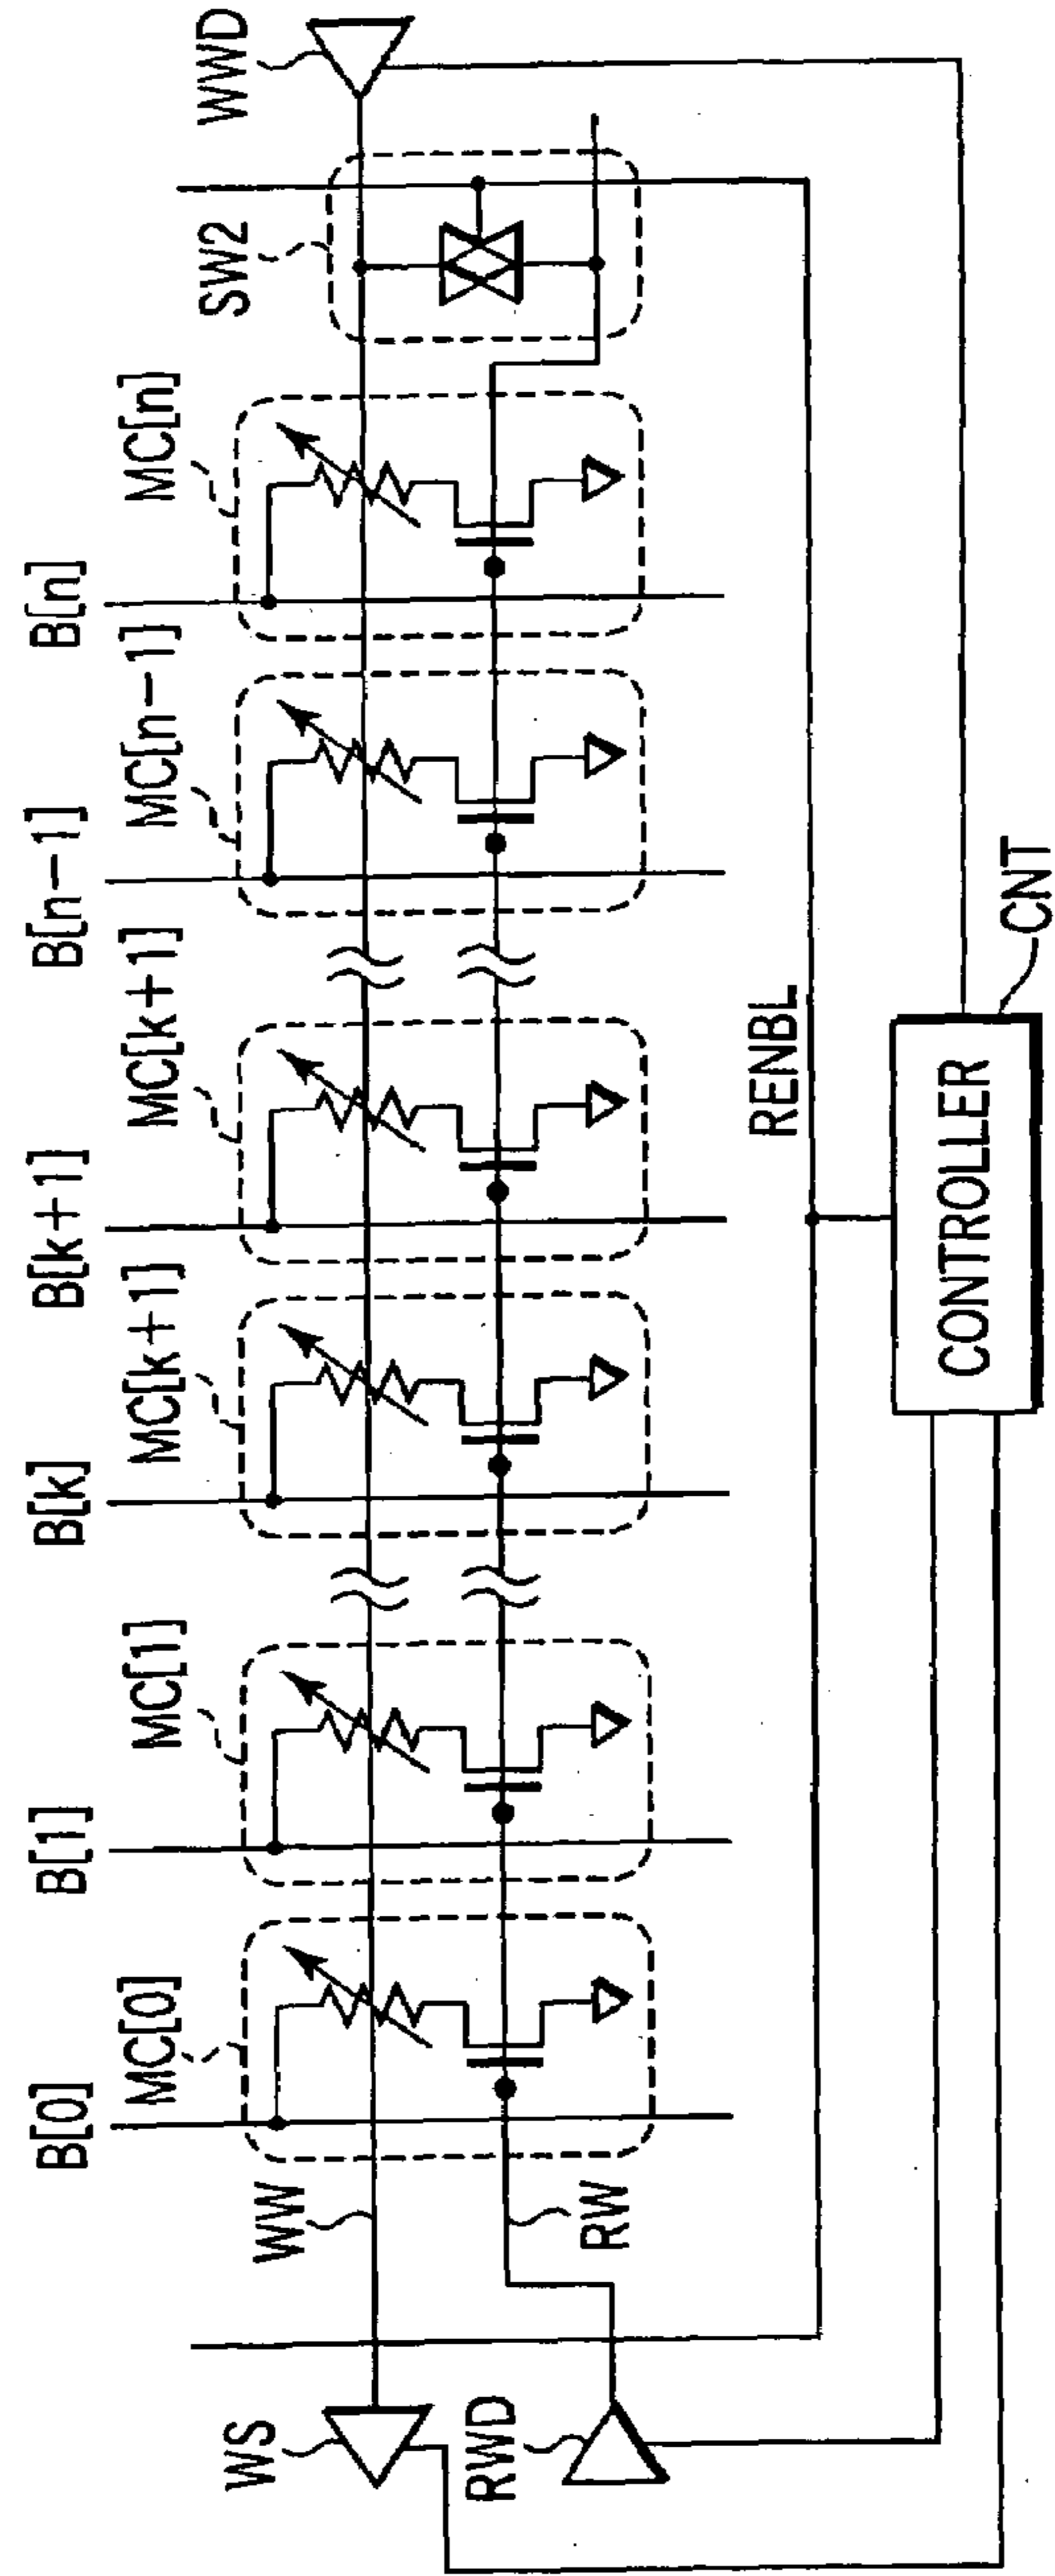 B[0]
B[1]
B[k]
B[k+1]
B[n-1]
B[n]
MC[0]
MC[1]
MC[k+1]
MC[k+1]
MC[n-1]
MC[n]
SW2
WWD
WS
WW
RWD
RW
RENBL
CONTROLLER
CNT